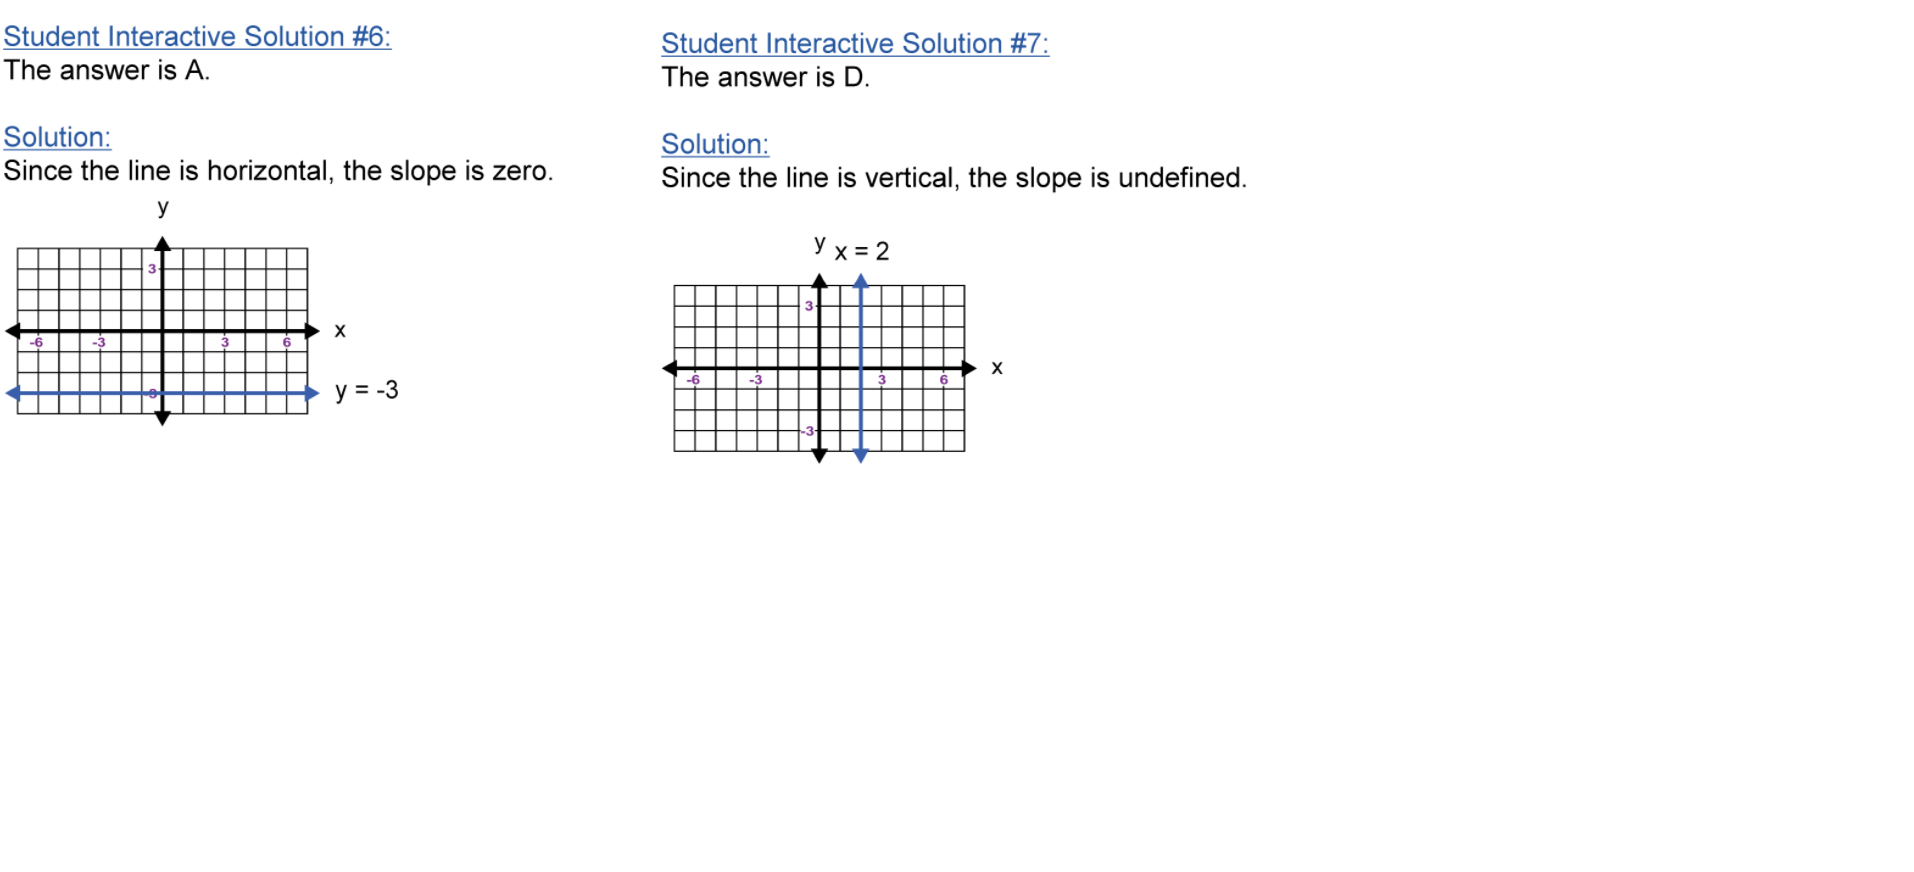 Student Interactive Solution #6:
The answer is A.
Solution:
Since the line is horizontal, the slope is zero.
y
3
x
-6 -3 3 6
-3
y = -3
Student Interactive Solution #7:
The answer is D.
Solution:
Since the line is vertical, the slope is undefined.
y x = 2
3
x
-6 -3 3 6
-3